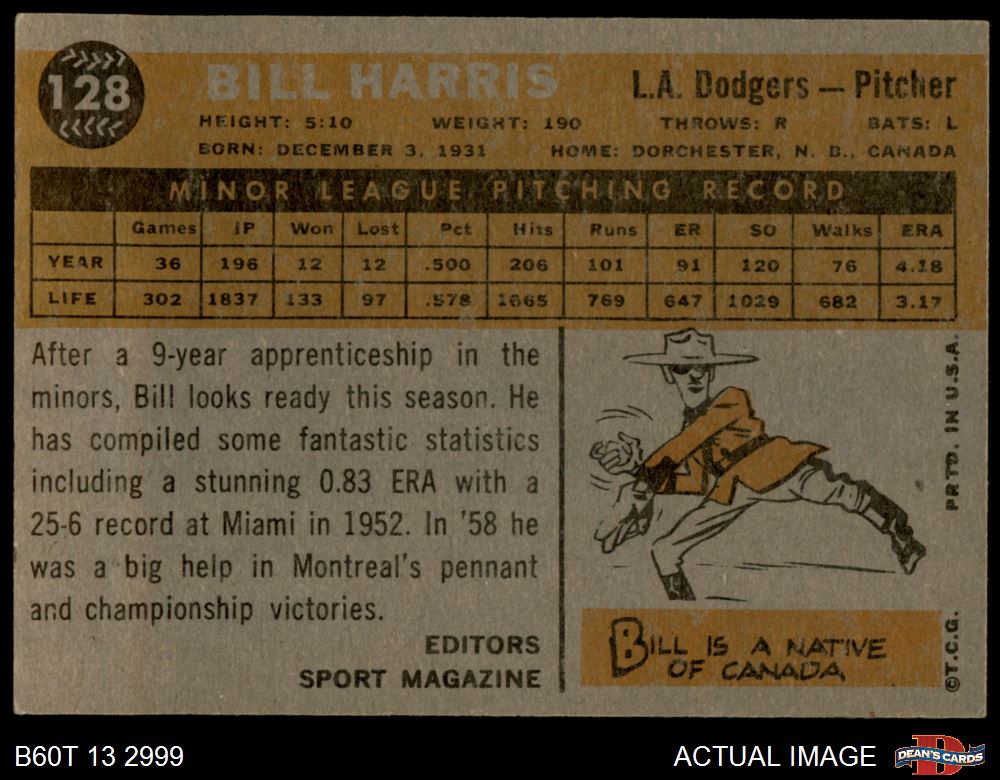 128
BILL HARRIS
L.A. Dodgers — Pitcher
HEIGHT: 5:10 WEIGHT: 190 THROWS: R BATS: L
BORN: DECEMBER 3, 1931 HOME: DORCHESTER, N. B., CANADA
MINOR LEAGUE PITCHING RECORD
Games IP Won Lost Pct Hits Runs ER SO Walks ERA
YEAR 36 196 12 12 .500 206 101 91 120 76 4.18
LIFE 302 1837 133 97 .578 1665 769 647 1029 682 3.17
After a 9-year apprenticeship in the
minors, Bill looks ready this season. He
has compiled some fantastic statistics
including a stunning 0.83 ERA with a
25-6 record at Miami in 1952. In '58 he
was a big help in Montreal's pennant
and championship victories.
EDITORS
SPORT MAGAZINE
BILL IS A NATIVE
OF CANADA
PRTD. IN U.S.A.
©T.C.G.
B60T 13 2999
ACTUAL IMAGE
D
DEAN'S CARDS